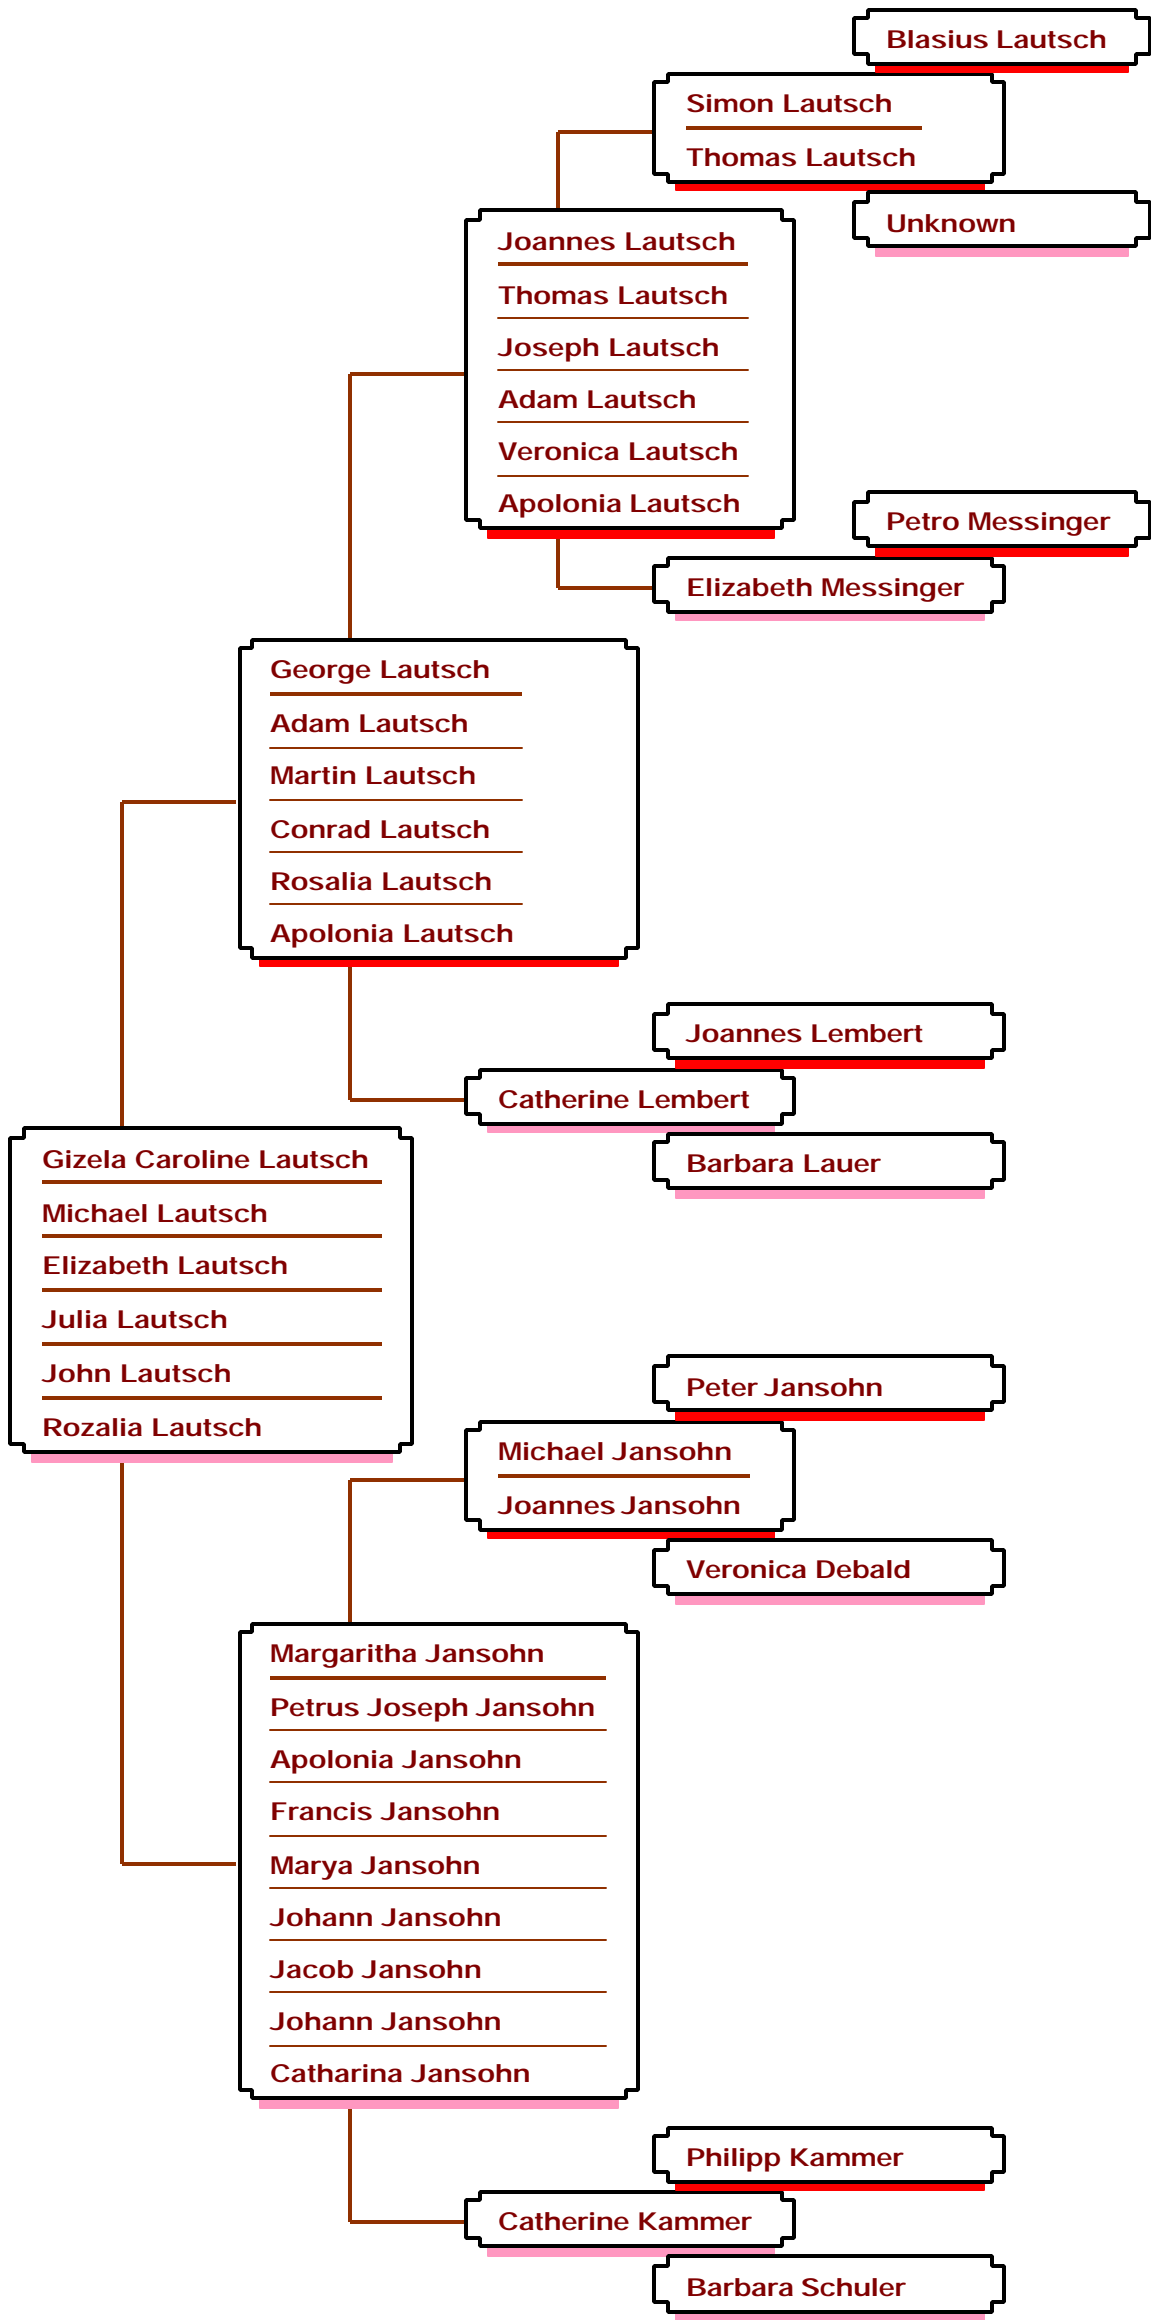 Blasius Lautsch
Simon Lautsch
Thomas Lautsch
Unknown
Joannes Lautsch
Thomas Lautsch
Joseph Lautsch
Adam Lautsch
Veronica Lautsch
Apolonia Lautsch
Petro Messinger
Elizabeth Messinger
George Lautsch
Adam Lautsch
Martin Lautsch
Conrad Lautsch
Rosalia Lautsch
Apolonia Lautsch
Joannes Lembert
Catherine Lembert
Barbara Lauer
Gizela Caroline Lautsch
Michael Lautsch
Elizabeth Lautsch
Julia Lautsch
John Lautsch
Rozalia Lautsch
Peter Jansohn
Michael Jansohn
Joannes Jansohn
Veronica Debald
Margaritha Jansohn
Petrus Joseph Jansohn
Apolonia Jansohn
Francis Jansohn
Marya Jansohn
Johann Jansohn
Jacob Jansohn
Johann Jansohn
Catharina Jansohn
Philipp Kammer
Catherine Kammer
Barbara Schuler